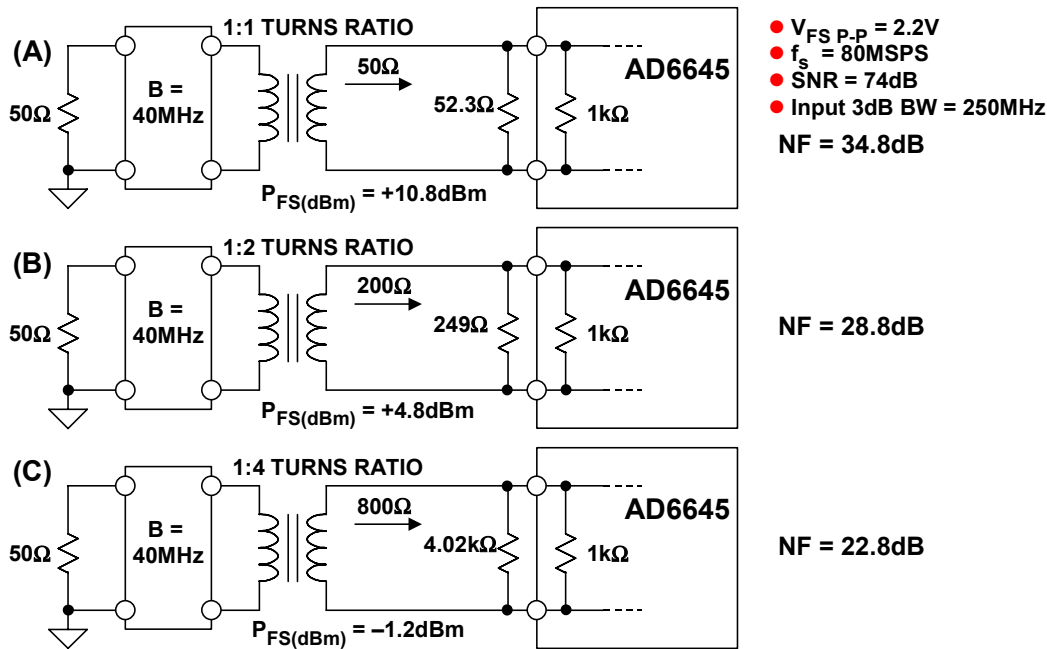 (A)
1:1 TURNS RATIO
50Ω
B =
40MHz
50Ω
52.3Ω
1kΩ
AD6645
P_FS(dBm) = +10.8dBm
V_FS P-P = 2.2V
f_s = 80MSPS
SNR = 74dB
Input 3dB BW = 250MHz
NF = 34.8dB
(B)
1:2 TURNS RATIO
50Ω
B =
40MHz
200Ω
249Ω
1kΩ
AD6645
P_FS(dBm) = +4.8dBm
NF = 28.8dB
(C)
1:4 TURNS RATIO
50Ω
B =
40MHz
800Ω
4.02kΩ
1kΩ
AD6645
P_FS(dBm) = –1.2dBm
NF = 22.8dB